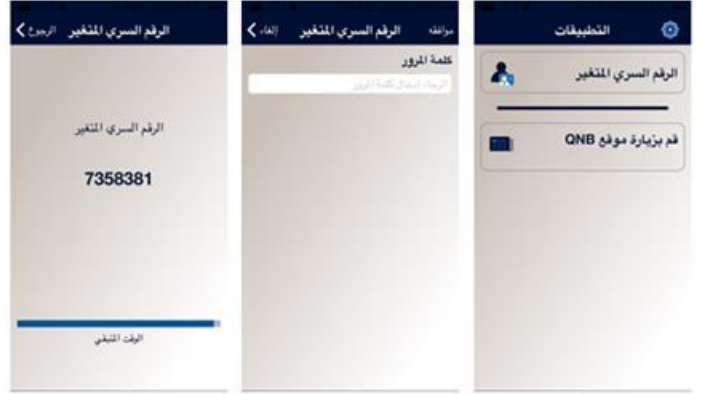 التطبيقات
الرقم السري المتغير
قم بزيارة موقع QNB
موافقه
الرقم السري المتغير
إلغاء
كلمة المرور
الرجاء ادخال كلمة المرور
الرقم السري المتغير
الرجوع
الرقم السري المتغير
7358381
الوقت المتبقي